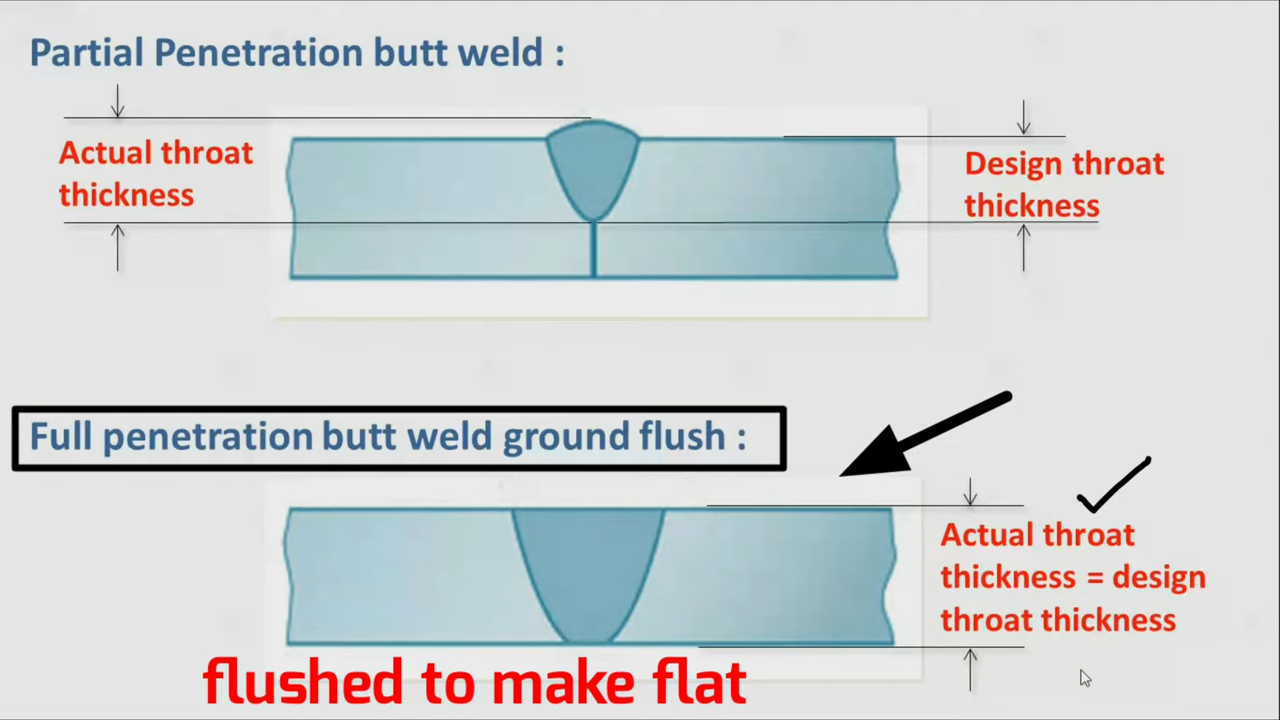 Partial Penetration butt weld :
Actual throat
thickness
Design throat
thickness
Full penetration butt weld ground flush :
Actual throat
thickness = design
throat thickness
flushed to make flat